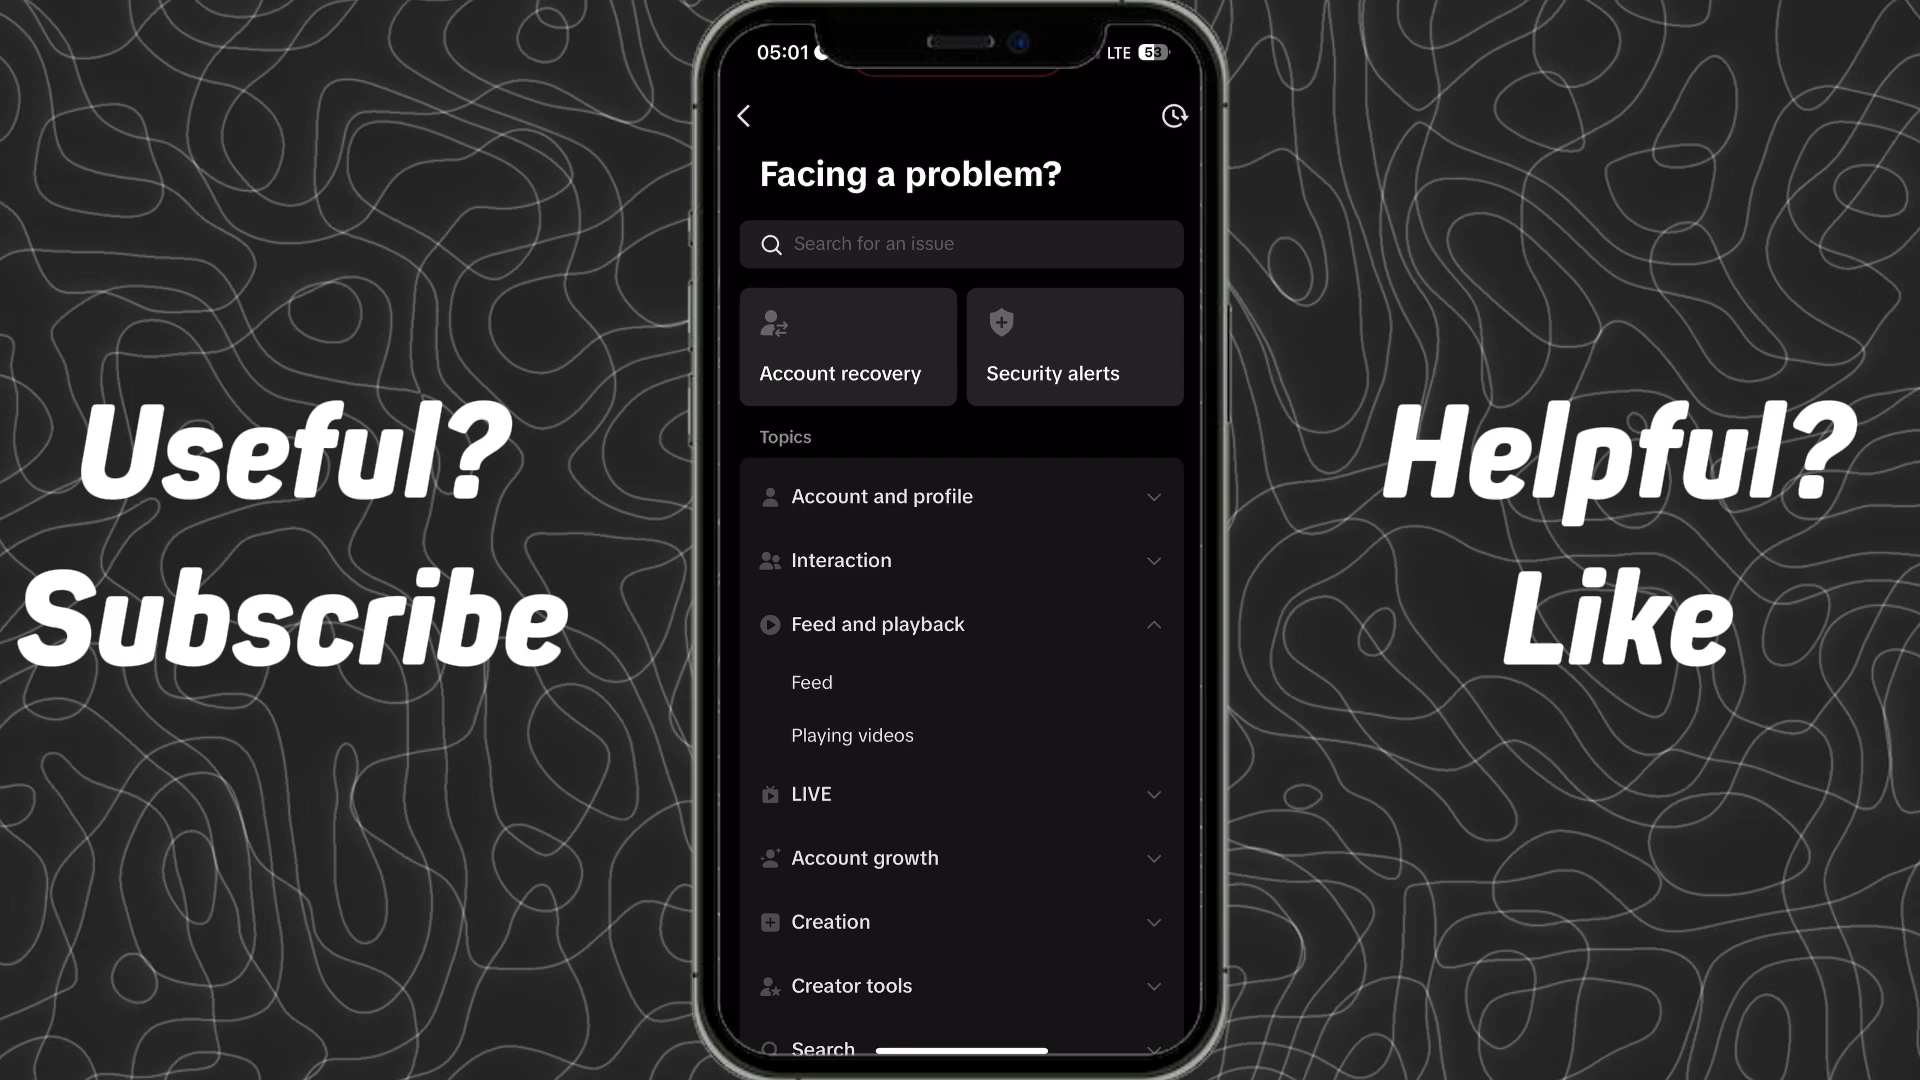 05:01
LTE 53
Facing a problem?
Search for an issue
Account recovery
Security alerts
Topics
Account and profile
Interaction
Feed and playback
Feed
Playing videos
LIVE
Account growth
Creation
Creator tools
Search
Useful?
Subscribe
Helpful?
Like